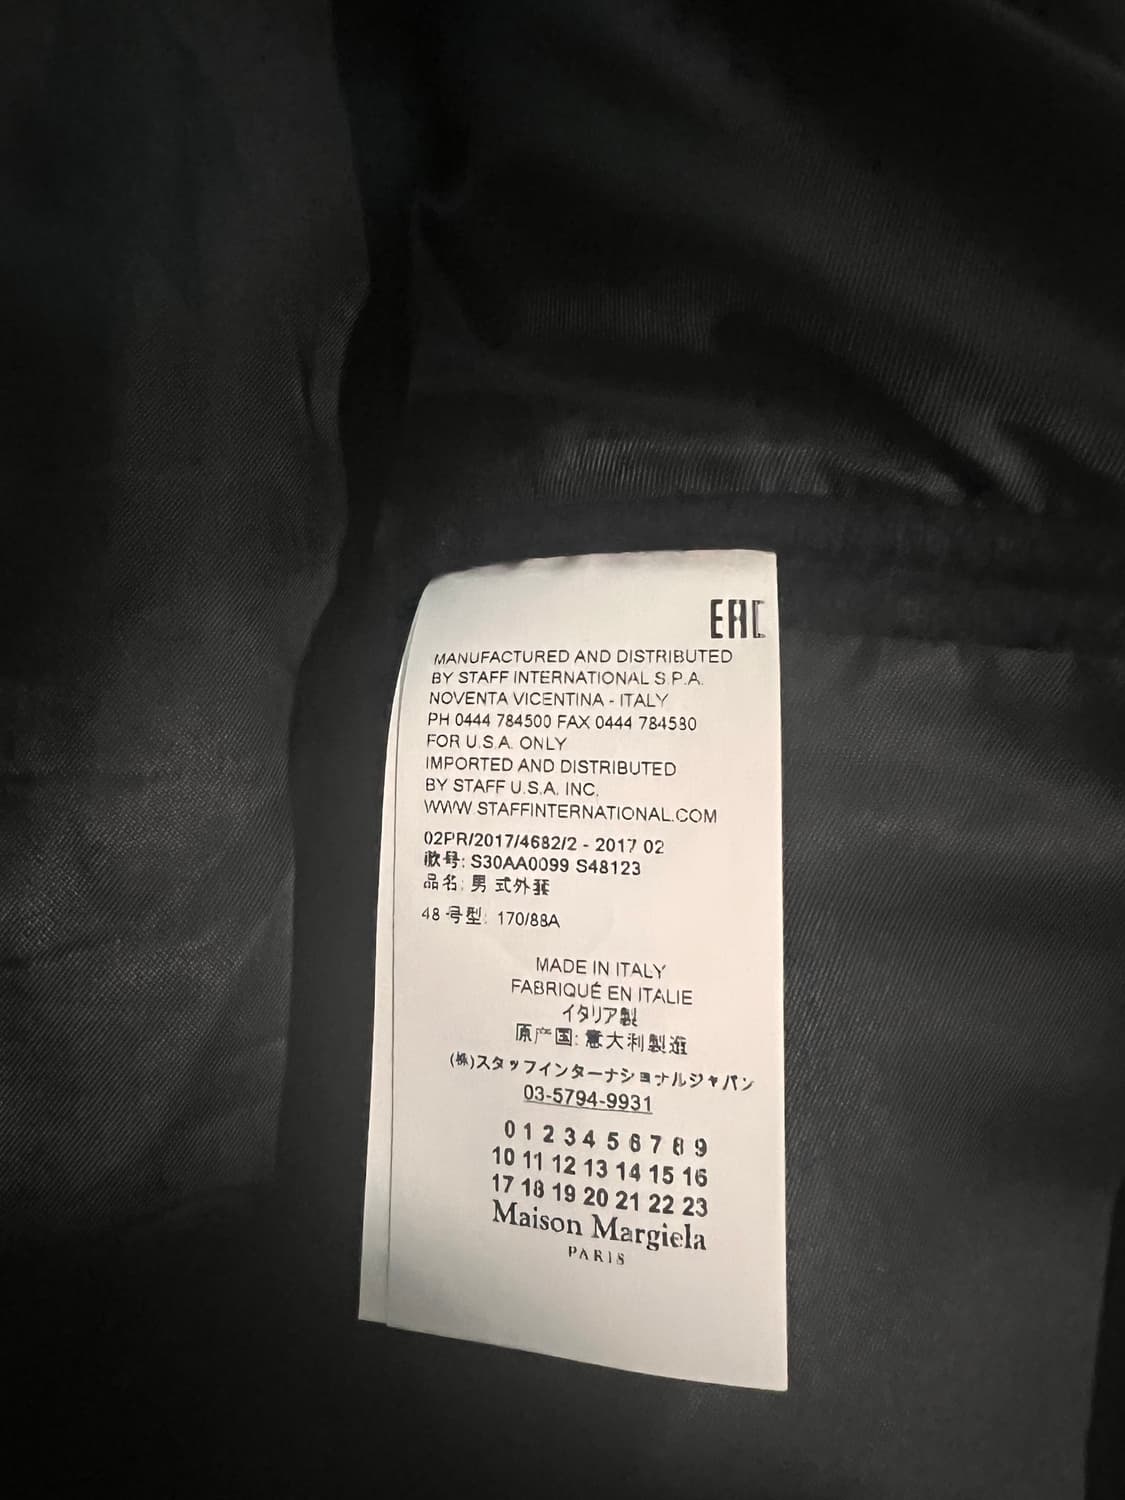 EAC
MANUFACTURED AND DISTRIBUTED
BY STAFF INTERNATIONAL S.P.A.
NOVENTA VICENTINA - ITALY
PH 0444 784500 FAX 0444 784530
FOR U.S.A. ONLY
IMPORTED AND DISTRIBUTED
BY STAFF U.S.A. INC.
WWW.STAFFINTERNATIONAL.COM
02PR/2017/4682/2 - 2017 02
款号: S30AA0099 S48123
品名: 男式外套
48 号型: 170/88A
MADE IN ITALY
FABRIQUÉ EN ITALIE
イタリア製
原产国: 意大利製造
(株)スタッフインターナショナルジャパン
03-5794-9931
0 1 2 3 4 5 6 7 8 9
10 11 12 13 14 15 16
17 18 19 20 21 22 23
Maison Margiela
PARIS